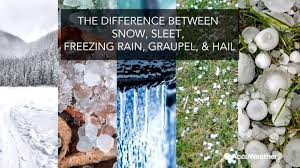 THE DIFFERENCE BETWEEN
SNOW, SLEET,
FREEZING RAIN, GRAUPEL, & HAIL
AccuWeather